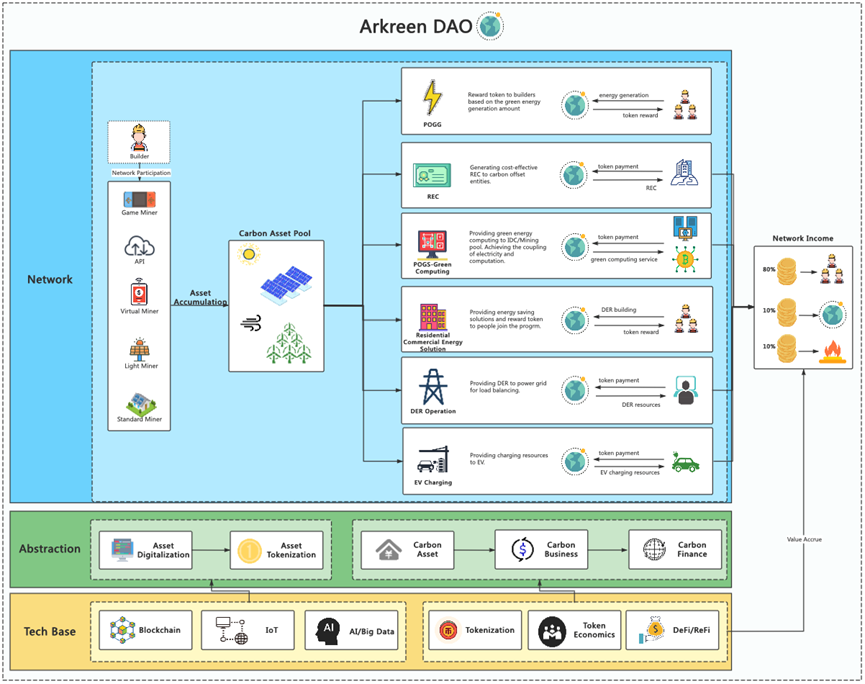 Arkreen DAO
Network
Builder
Network Participation
Game Miner
API
Virtual Miner
Light Miner
Standard Miner
Asset
Accumulation
Carbon Asset Pool
POGG
Reward token to builders
based on the green energy
generation amount
energy generation
token reward
REC
Generating cost-effective
REC to carbon offset
entities.
token payment
REC
POGS-Green
Computing
Providing green energy
computing to IDC/Mining
pool. Achieving the coupling
of electricity and
computation.
token payment
green computing service
Residential
Commercial Energy
Solution
Providing energy saving
solutions and reward token
to people join the progrm.
DER building
token reward
DER Operation
Providing DER to power grid
for load balancing.
token payment
DER resources
EV Charging
Providing charging resources
to EV.
token payment
EV charging resources
Network Income
80%
10%
10%
Value Accrue
Abstraction
Asset
Digitalization
Asset
Tokenization
Carbon
Asset
Carbon
Business
Carbon
Finance
Tech Base
Blockchain
IoT
AI
AI/Big Data
Tokenization
Token
Economics
DeFi/ReFi